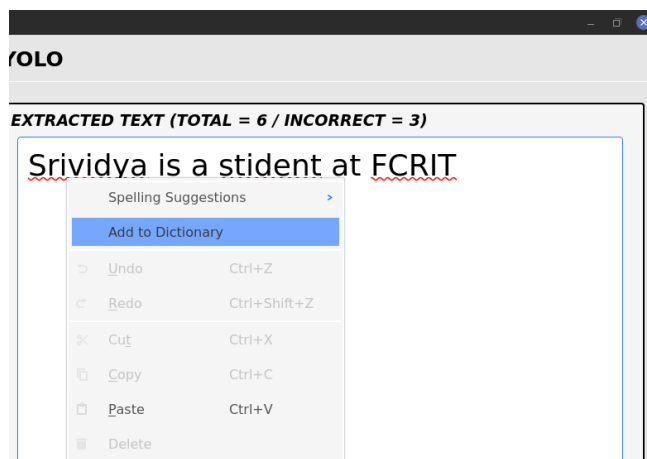 YOLO
EXTRACTED TEXT (TOTAL = 6 / INCORRECT = 3)
Srividya is a stident at FCRIT
Spelling Suggestions
Add to Dictionary
Undo Ctrl+Z
Redo Ctrl+Shift+Z
Cut Ctrl+X
Copy Ctrl+C
Paste Ctrl+V
Delete